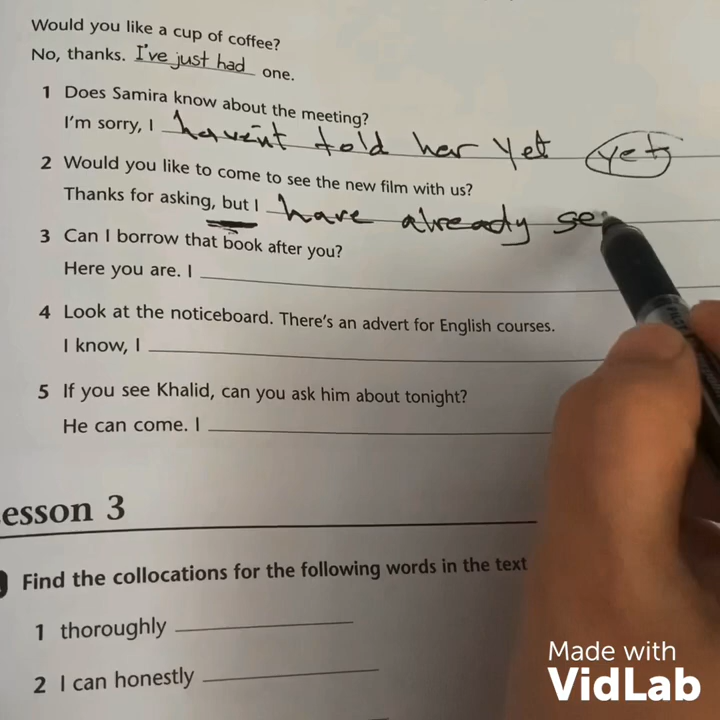 Would you like a cup of coffee?
No, thanks. I've just had one.
1 Does Samira know about the meeting?
I'm sorry, I haven't told her yet yet
2 Would you like to come to see the new film with us?
Thanks for asking, but I have already se
3 Can I borrow that book after you?
Here you are. I
4 Look at the noticeboard. There's an advert for English courses.
I know, I
5 If you see Khalid, can you ask him about tonight?
He can come. I
esson 3
Find the collocations for the following words in the text
1 thoroughly
2 I can honestly
Made with
VidLab